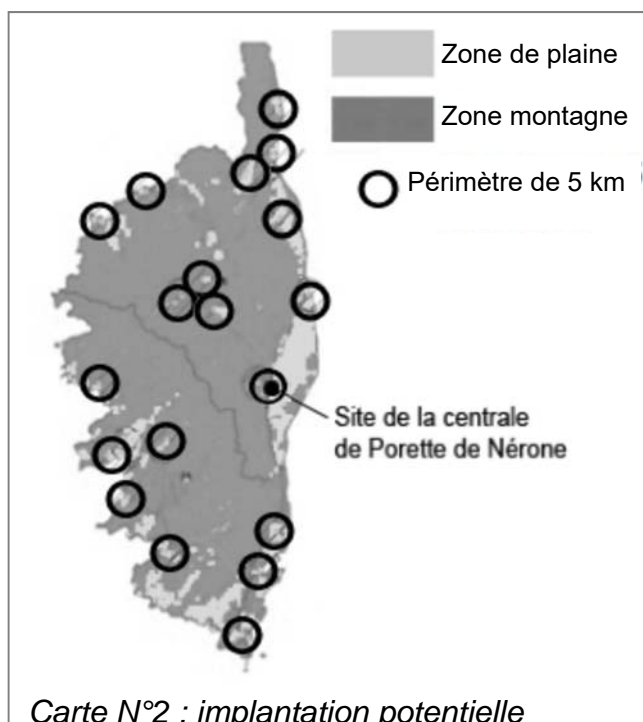 Zone de plaine
Zone montagne
Périmètre de 5 km
Site de la centrale
de Porette de Nérone
Carte N°2 : implantation potentielle